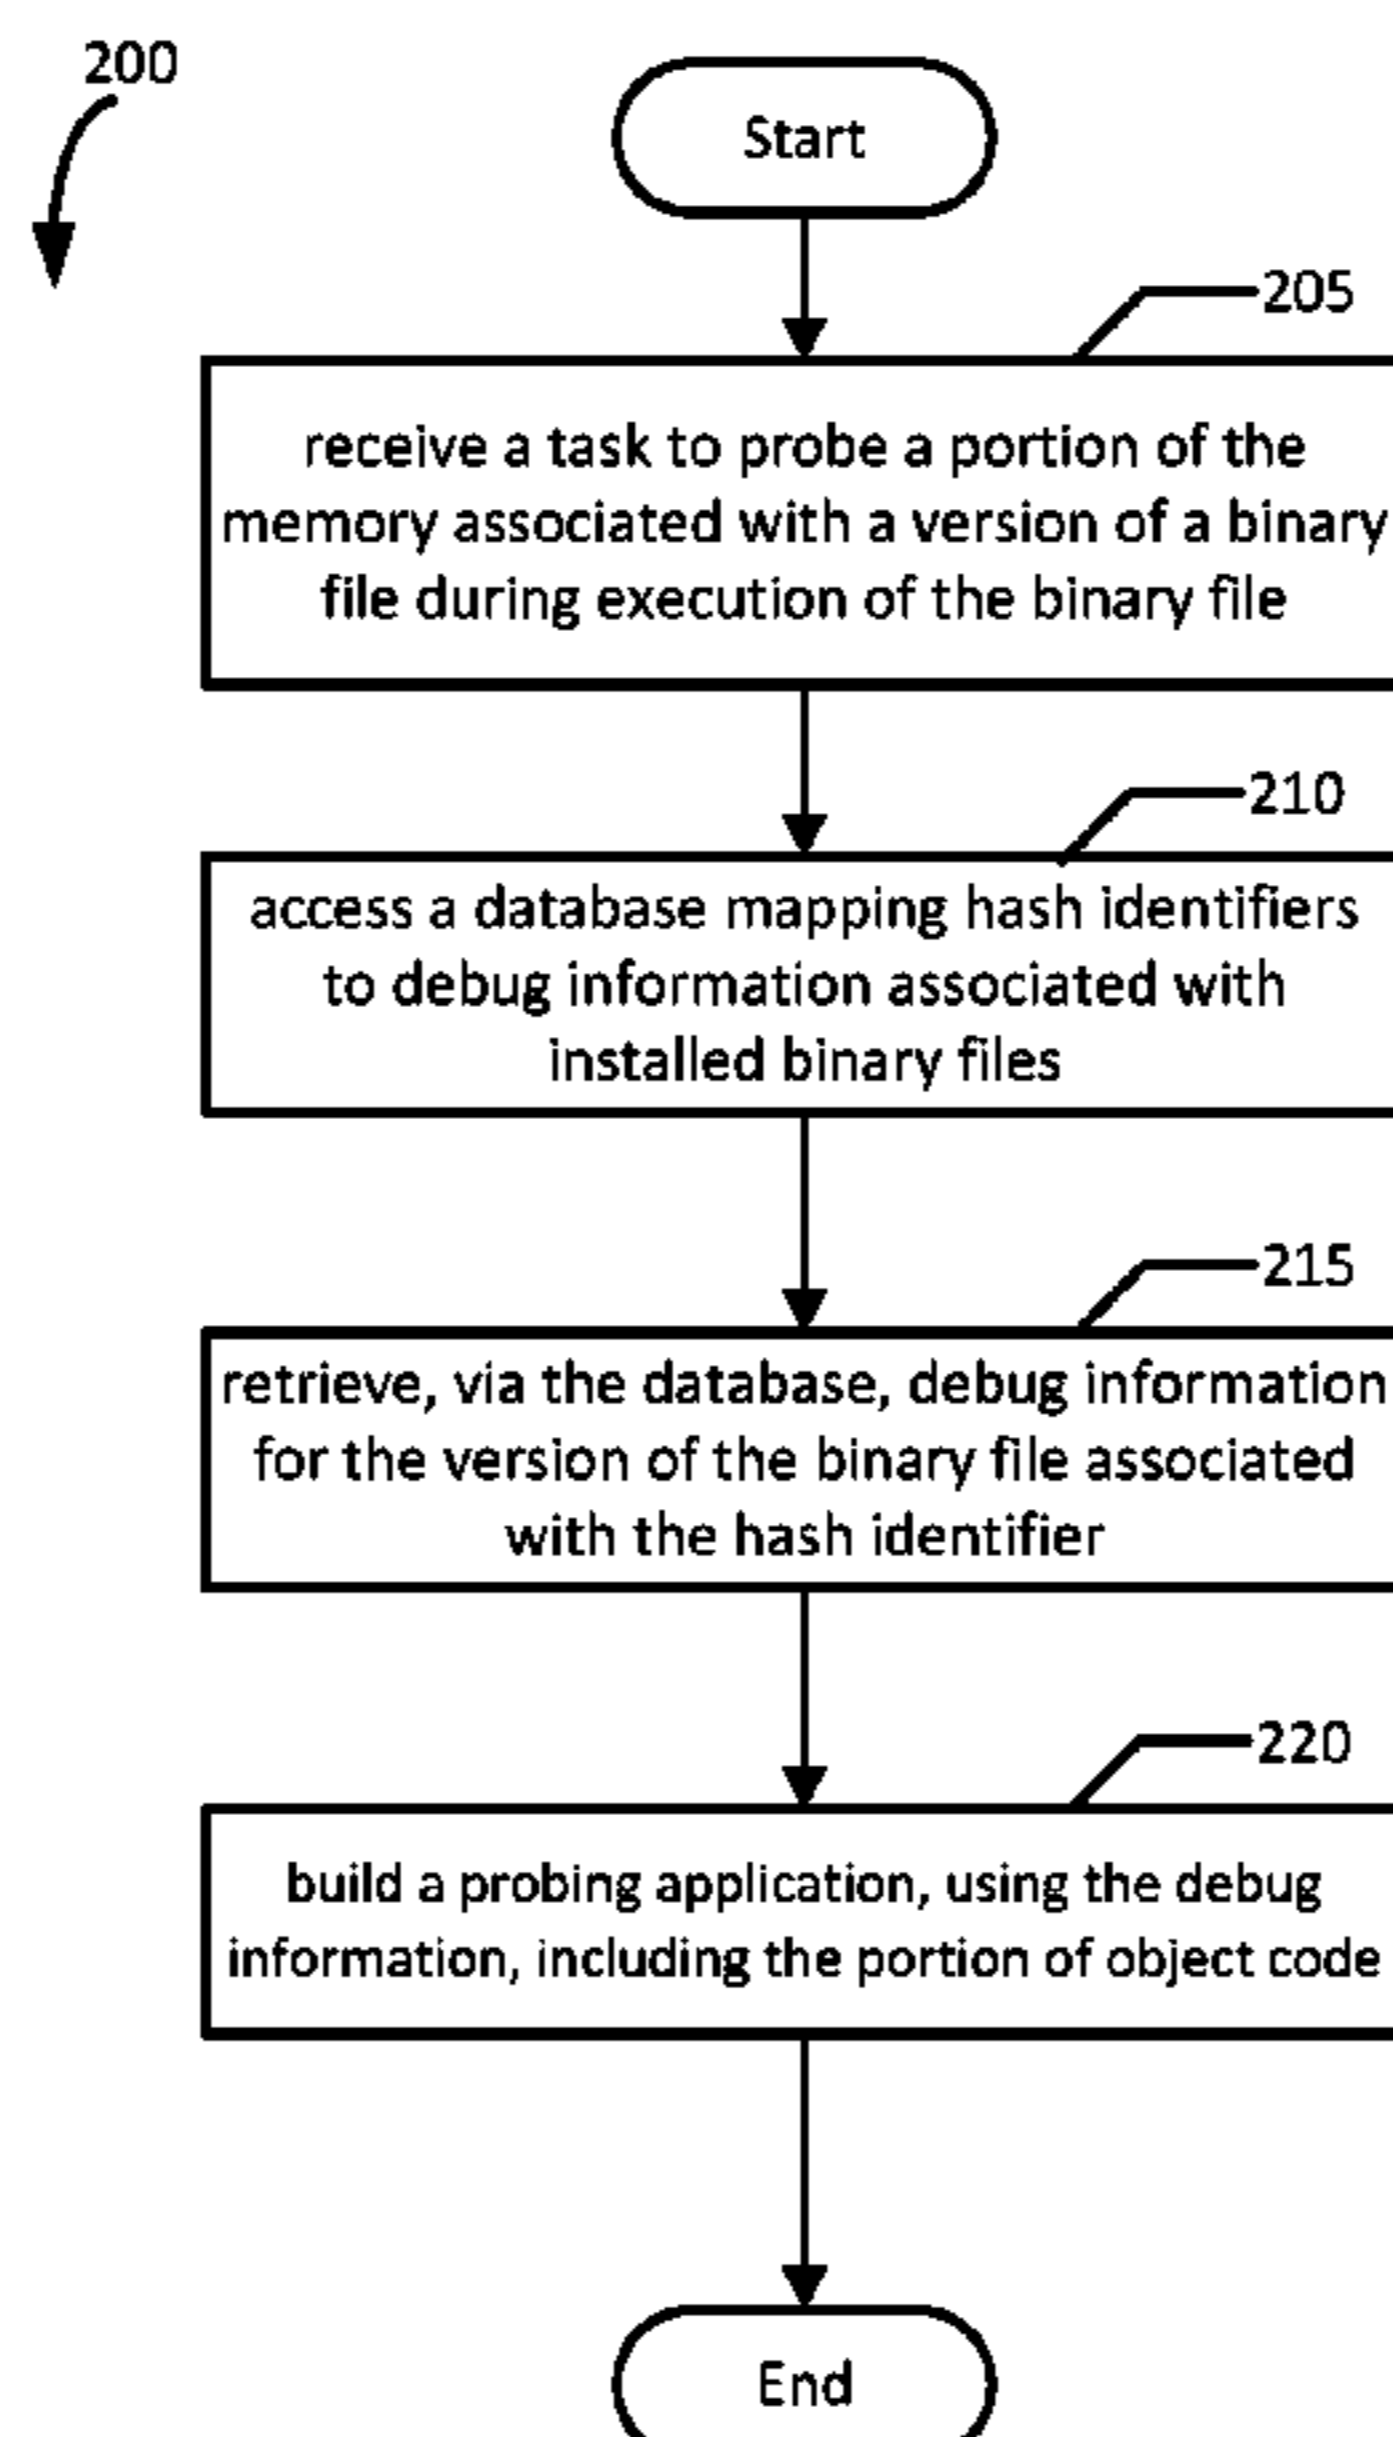 200
Start
205
receive a task to probe a portion of the
memory associated with a version of a binary
file during execution of the binary file
210
access a database mapping hash identifiers
to debug information associated with
installed binary files
215
retrieve, via the database, debug information
for the version of the binary file associated
with the hash identifier
220
build a probing application, using the debug
information, including the portion of object code
End